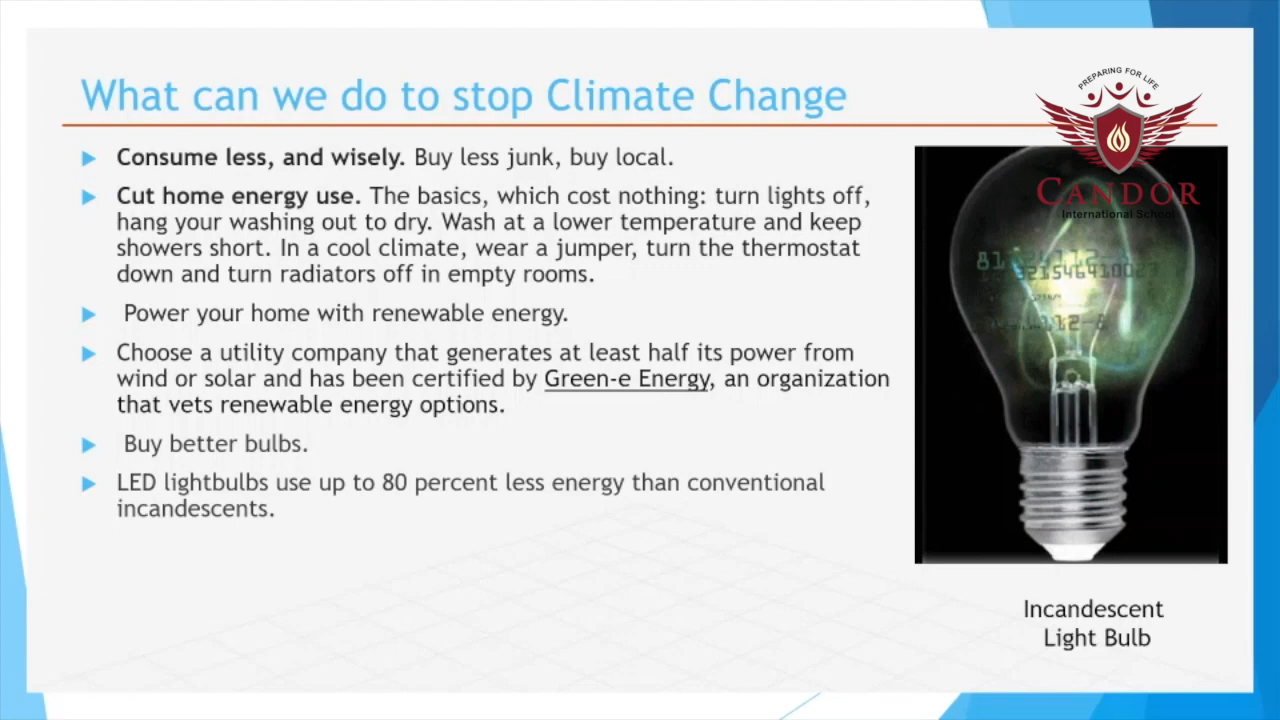 What can we do to stop Climate Change
PREPARING FOR LIFE
CANDOR
International School
Consume less, and wisely. Buy less junk, buy local.
Cut home energy use. The basics, which cost nothing: turn lights off,
hang your washing out to dry. Wash at a lower temperature and keep
showers short. In a cool climate, wear a jumper, turn the thermostat
down and turn radiators off in empty rooms.
Power your home with renewable energy.
Choose a utility company that generates at least half its power from
wind or solar and has been certified by Green-e Energy, an organization
that vets renewable energy options.
Buy better bulbs.
LED lightbulbs use up to 80 percent less energy than conventional
incandescents.
Incandescent
Light Bulb